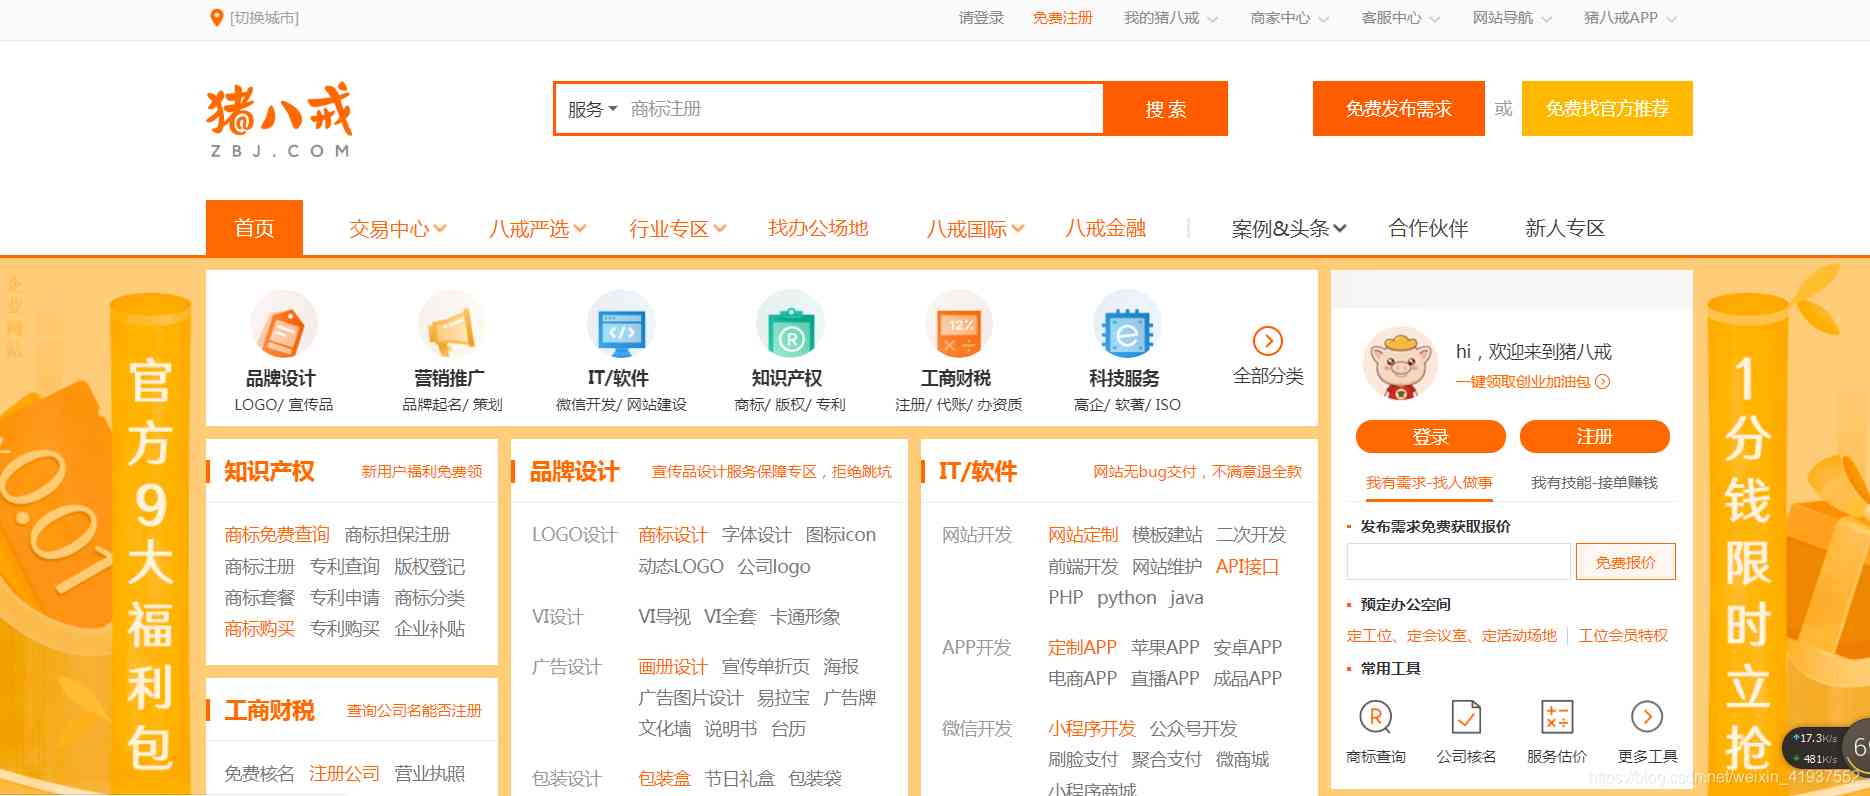 [切换城市] 请登录 免费注册 我的猪八戒 商家中心 客服中心 网站导航 猪八戒APP
猪八戒
ZBJ.COM
服务 商标注册 搜索 免费发布需求 或 免费找官方推荐
首页 交易中心 八戒严选 行业专区 找办公场地 八戒国际 八戒金融 案例&头条 合作伙伴 新人专区
企业网站
官方9大福利包
0.01
</>
R
12%
e
品牌设计 营销推广 IT/软件 知识产权 工商财税 科技服务 全部分类
LOGO/ 宣传品 品牌起名/ 策划 微信开发/ 网站建设 商标/ 版权/ 专利 注册/ 代账/ 办资质 高企/ 软著/ ISO
知识产权 新用户福利免费领
商标免费查询 商标担保注册
商标注册 专利查询 版权登记
商标套餐 专利申请 商标分类
商标购买 专利购买 企业补贴
工商财税 查询公司名能否注册
免费核名 注册公司 营业执照
品牌设计 宣传品设计服务保障专区，拒绝跳坑
LOGO设计 商标设计 字体设计 图标icon
动态LOGO 公司logo
VI设计 VI导视 VI全套 卡通形象
广告设计 画册设计 宣传单折页 海报
广告图片设计 易拉宝 广告牌
文化墙 说明书 台历
包装设计 包装盒 节日礼盒 包装袋
IT/软件 网站无bug交付，不满意退全款
网站开发 网站定制 模板建站 二次开发
前端开发 网站维护 API接口
PHP python java
APP开发 定制APP 苹果APP 安卓APP
电商APP 直播APP 成品APP
微信开发 小程序开发 公众号开发
刷脸支付 聚合支付 微商城
小程序商城
hi，欢迎来到猪八戒
一键领取创业加油包
登录 注册
我有需求-找人做事 我有技能-接单赚钱
发布需求免费获取报价
免费报价
预定办公空间
定工位、定会议室、定活动场地 工位会员特权
常用工具
R
商标查询 公司核名 服务估价 更多工具
1分钱限时立抢
17.3K/s
481K/s
https://blog.csdn.net/weixin_41937552